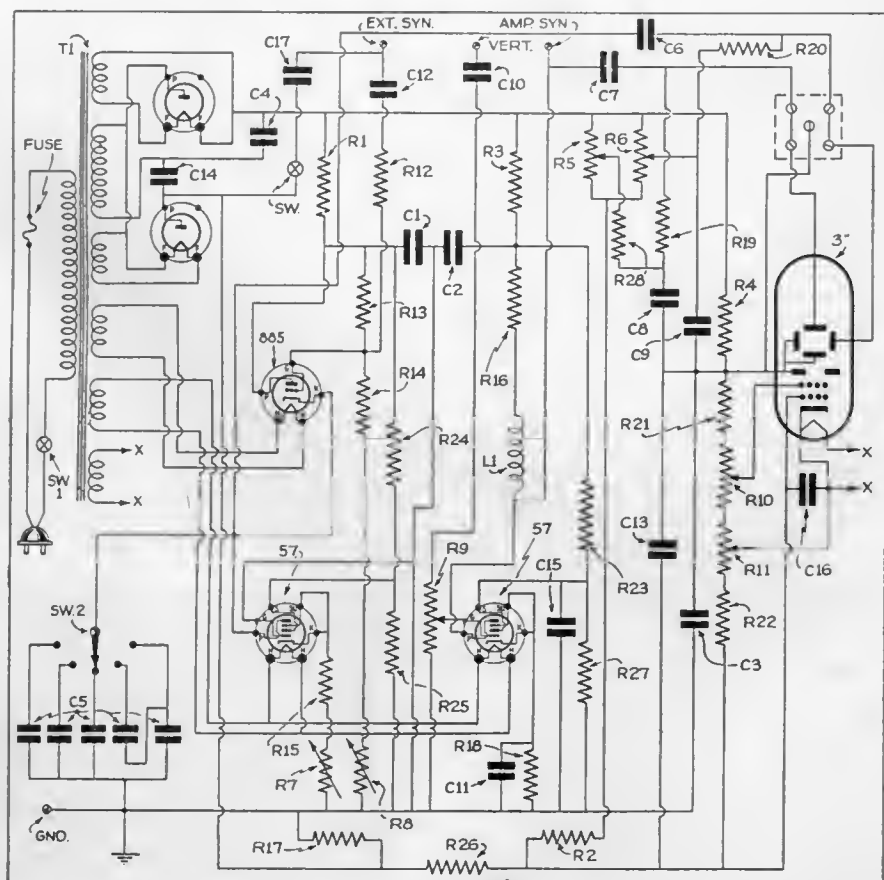 EXT. SYN.
AMP. SYN
VERT.
T1
C17
C12
C10
C6
R20
C7
FUSE
C4
R1
R12
R3
R5
R6
C14
SW.
C1
C2
R28
R19
3"
R13
R16
C8
C9
R4
885
R14
R24
L1
R21
X
X
SW 1
X
R10
X
57
R9
57
C15
C13
R11
C16
R23
SW.2
R22
R27
C3
C5
R25
R15
R18
R7
C11
R8
GND.
R17
R26
R2